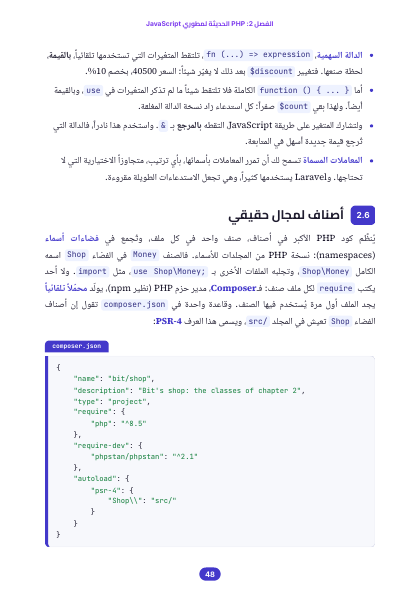 الفصل 2: PHP الحديثة لمطوري JavaScript
• الدالة السهمية، fn (...) => expression، تلتقط المتغيرات التي تستخدمها تلقائياً، بالقيمة،
لحظة صنعها. فتغيير $discount بعد ذلك لا يغيّر شيئاً: السعر 40500، بخصم 10%.
• أما function () { ... } الكاملة فلا تلتقط شيئاً ما لم تذكر المتغيرات في use، وبالقيمة
أيضاً. ولهذا بقي $count صفراً: كل استدعاء زاد نسخة الدالة المغلقة.
• ولتشارك المتغير على طريقة JavaScript، التقطه بالمرجع بـ &. واستخدم هذا نادراً، فالدالة التي
تُرجع قيمة جديدة أسهل في المتابعة.
• المعاملات المسماة تسمح لك أن تمرر المعاملات بأسمائها، بأي ترتيب، متجاوزاً الاختيارية التي لا
تحتاجها. وLaravel يستخدمها كثيراً، وهي تجعل الاستدعاءات الطويلة مقروءة.
2.6 أصناف لمجال حقيقي
يُنظَّم كود PHP الأكبر في أصناف، صنف واحد في كل ملف، وتُجمع في فضاءات أسماء
(namespaces): نسخة PHP من المجلدات للأسماء. فالصنف Money في الفضاء Shop اسمه
الكامل Shop\Money، وتجلبه الملفات الأخرى بـ use Shop\Money;، مثل import. ولا أحد
يكتب require لكل ملف صنف: فـComposer، مدير حزم PHP (نظير npm)، يولّد محمّلاً تلقائياً
يجد الملف أول مرة يُستخدم فيها الصنف. وقاعدة واحدة في composer.json تقول إن أصناف
الفضاء Shop تعيش في المجلد src/، ويسمى هذا العرف PSR-4:
composer.json
{
    "name": "bit/shop",
    "description": "Bit's shop: the classes of chapter 2",
    "type": "project",
    "require": {
        "php": "^8.5"
    },
    "require-dev": {
        "phpstan/phpstan": "^2.1"
    },
    "autoload": {
        "psr-4": {
            "Shop\\": "src/"
        }
    }
}
48